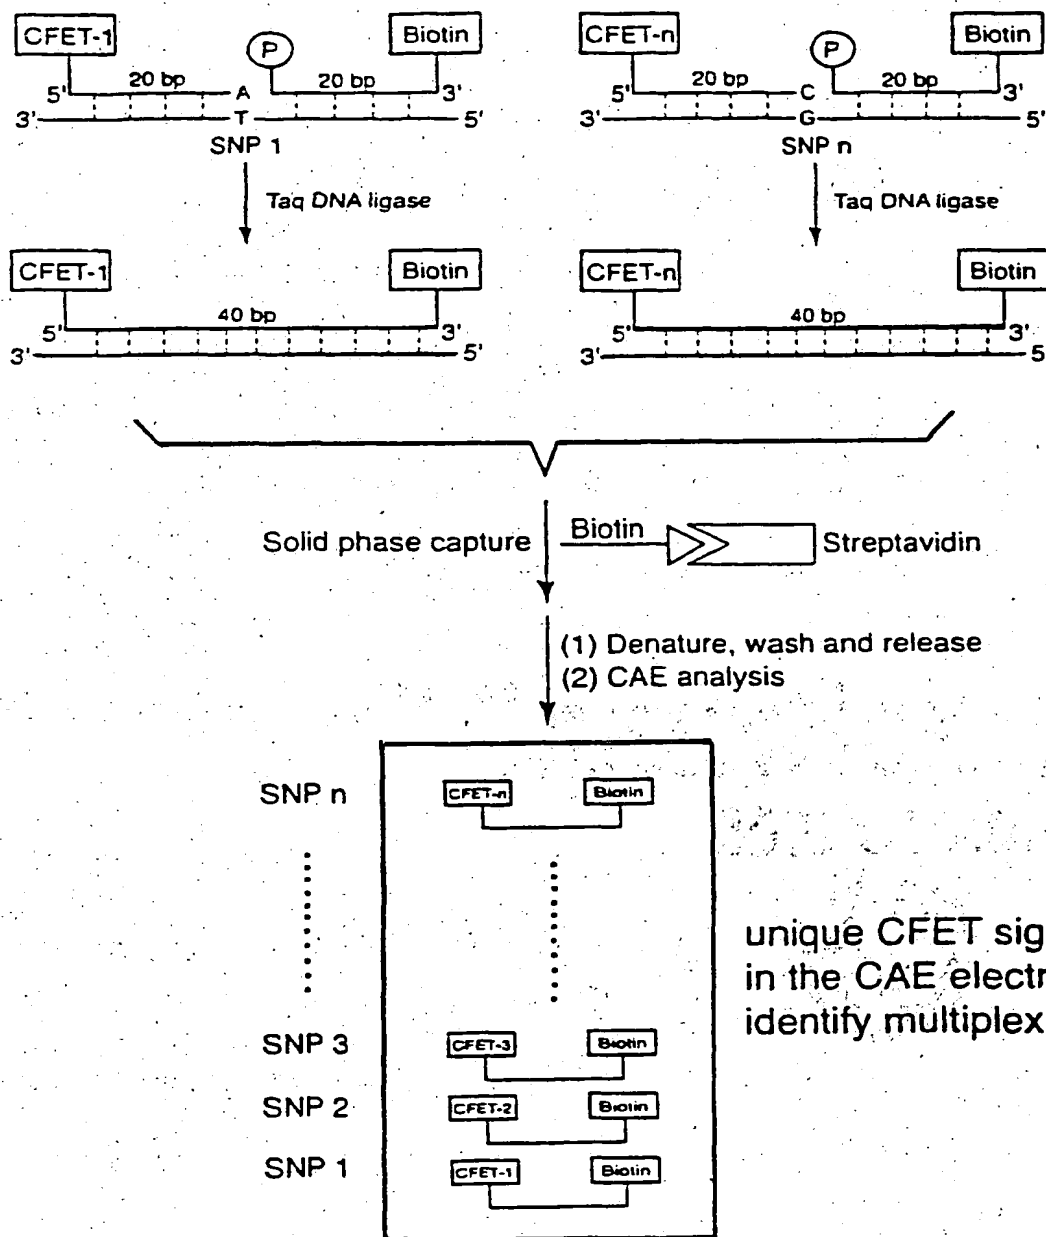 CFET-1 P Biotin
20 bp 20 bp
5' A 3'
3' T 5'
SNP 1
Taq DNA ligase
CFET-1 Biotin
40 bp
5' 3'
3' 5'
CFET-n P Biotin
20 bp 20 bp
5' C 3'
3' G 5'
SNP n
Taq DNA ligase
CFET-n Biotin
40 bp
5' 3'
3' 5'
Solid phase capture Biotin Streptavidin
(1) Denature, wash and release
(2) CAE analysis
SNP n CFET-n Biotin
SNP 3 CFET-3 Biotin
SNP 2 CFET-2 Biotin
SNP 1 CFET-1 Biotin
unique CFET sig
in the CAE electr
identify multiplex